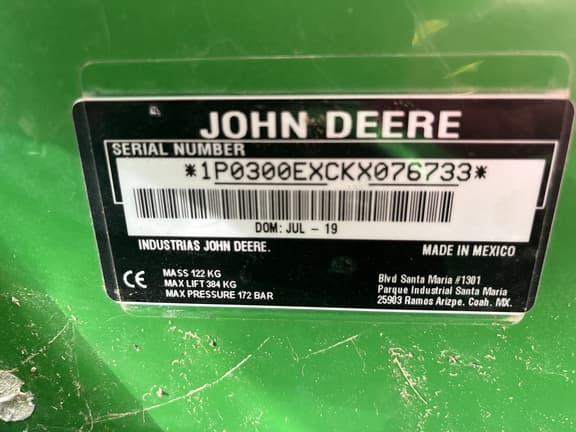 JOHN DEERE
SERIAL NUMBER
*1P0300EXCKX076733*
DOM: JUL - 19
INDUSTRIAS JOHN DEERE.
MADE IN MEXICO
CE
MASS 122 KG
MAX LIFT 384 KG
MAX PRESSURE 172 BAR
Blvd Santa Maria #1301
Parque Industrial Santa Maria
25903 Ramos Arizpe. Coah. MX.